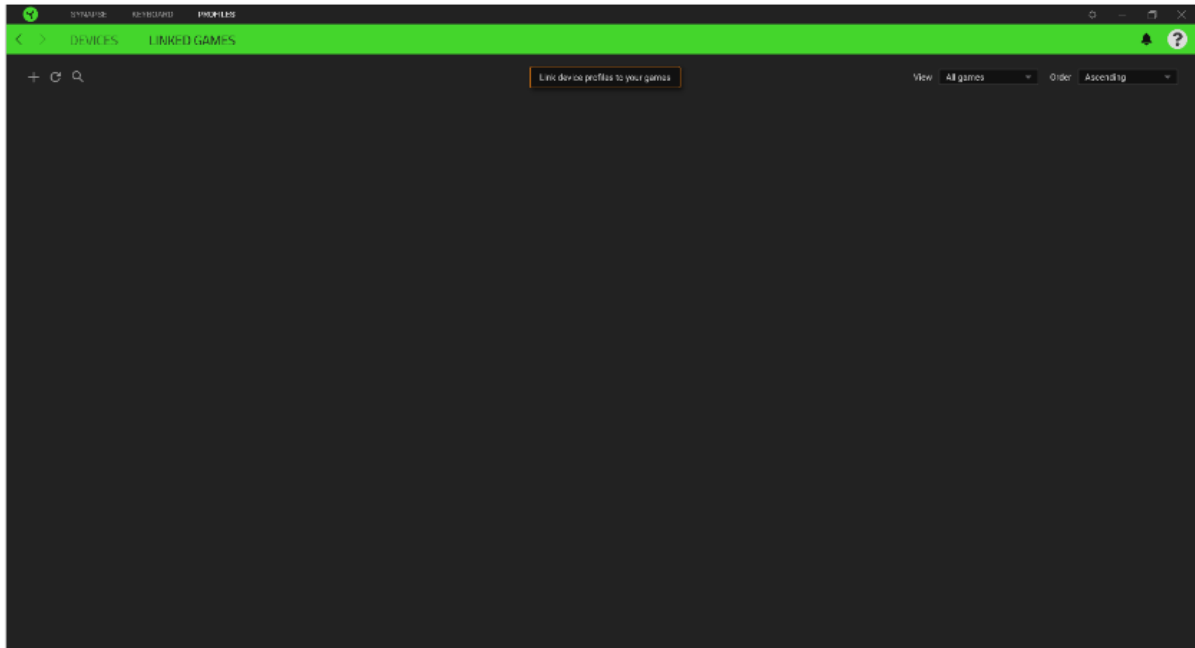 SYNAPSE KEYBOARD PROFILES
DEVICES LINKED GAMES ?
Link device profiles to your games View All games Order Ascending